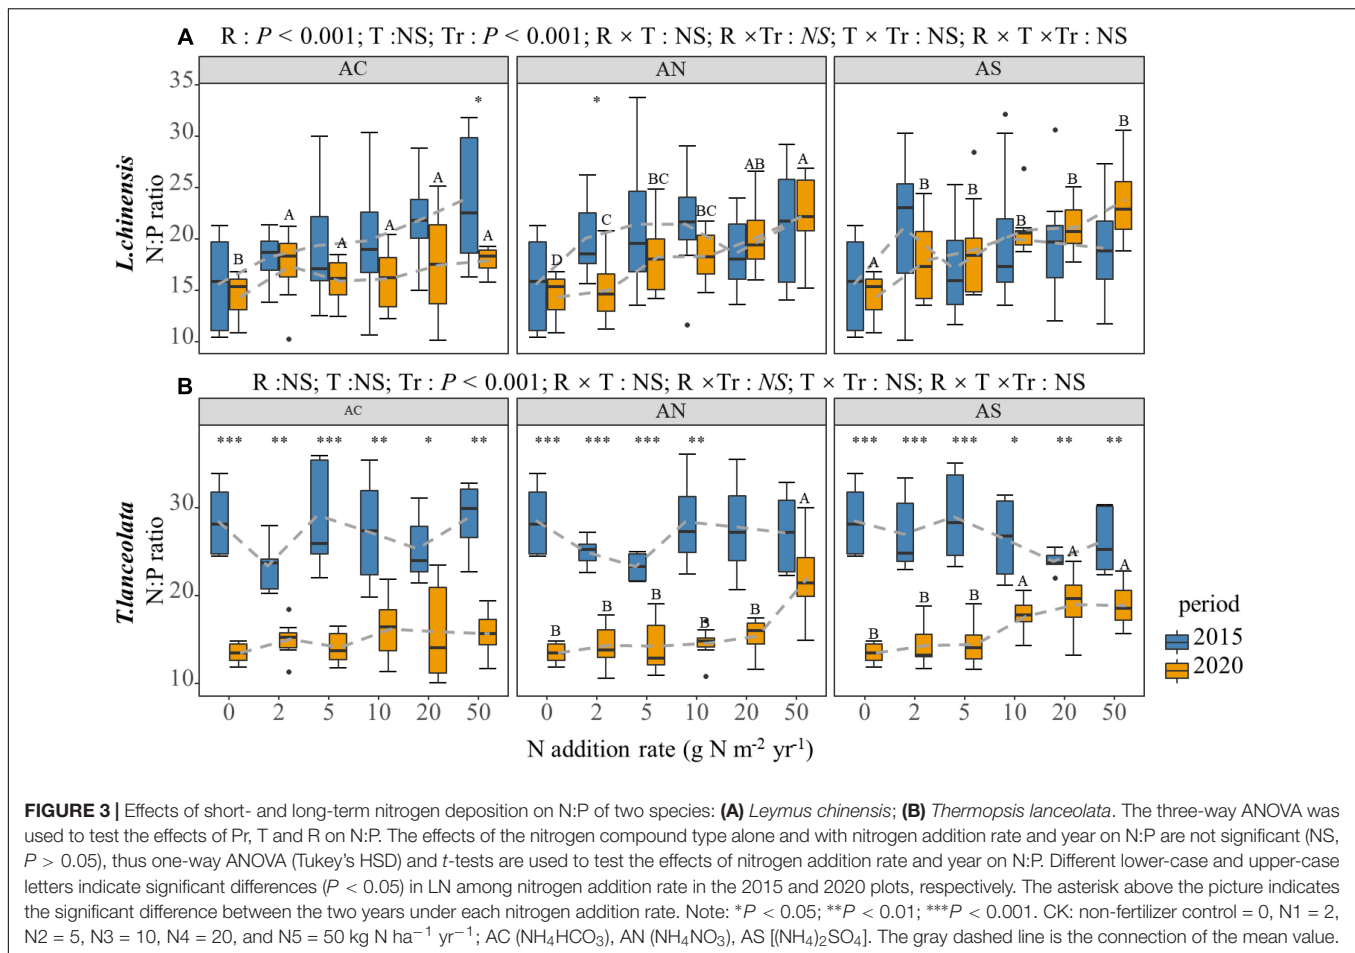 A R : P < 0.001; T :NS; Tr : P < 0.001; R × T : NS; R ×Tr : NS; T × Tr : NS; R × T ×Tr : NS
AC AN AS
L.chinensis
N:P ratio
35
30
25
20
15
10
*
B A A A A A
*
D C BC BC AB A
A B A B B B
B R :NS; T :NS; Tr : P < 0.001; R × T : NS; R ×Tr : NS; T × Tr : NS; R × T ×Tr : NS
AC AN AS
T.lanceolata
N:P ratio
*** ** *** ** * **
*** *** *** **
*** *** *** * ** **
30
20
10
B B B B B A
B B B A A A
0 2 5 10 20 50 0 2 5 10 20 50 0 2 5 10 20 50
N addition rate (g N m-2 yr-1)
period
2015
2020
FIGURE 3 | Effects of short- and long-term nitrogen deposition on N:P of two species: (A) Leymus chinensis; (B) Thermopsis lanceolata. The three-way ANOVA was
used to test the effects of Pr, T and R on N:P. The effects of the nitrogen compound type alone and with nitrogen addition rate and year on N:P are not significant (NS,
P > 0.05), thus one-way ANOVA (Tukey's HSD) and t-tests are used to test the effects of nitrogen addition rate and year on N:P. Different lower-case and upper-case
letters indicate significant differences (P < 0.05) in LN among nitrogen addition rate in the 2015 and 2020 plots, respectively. The asterisk above the picture indicates
the significant difference between the two years under each nitrogen addition rate. Note: *P < 0.05; **P < 0.01; ***P < 0.001. CK: non-fertilizer control = 0, N1 = 2,
N2 = 5, N3 = 10, N4 = 20, and N5 = 50 kg N ha−1 yr−1; AC (NH4HCO3), AN (NH4NO3), AS [(NH4)2SO4]. The gray dashed line is the connection of the mean value.